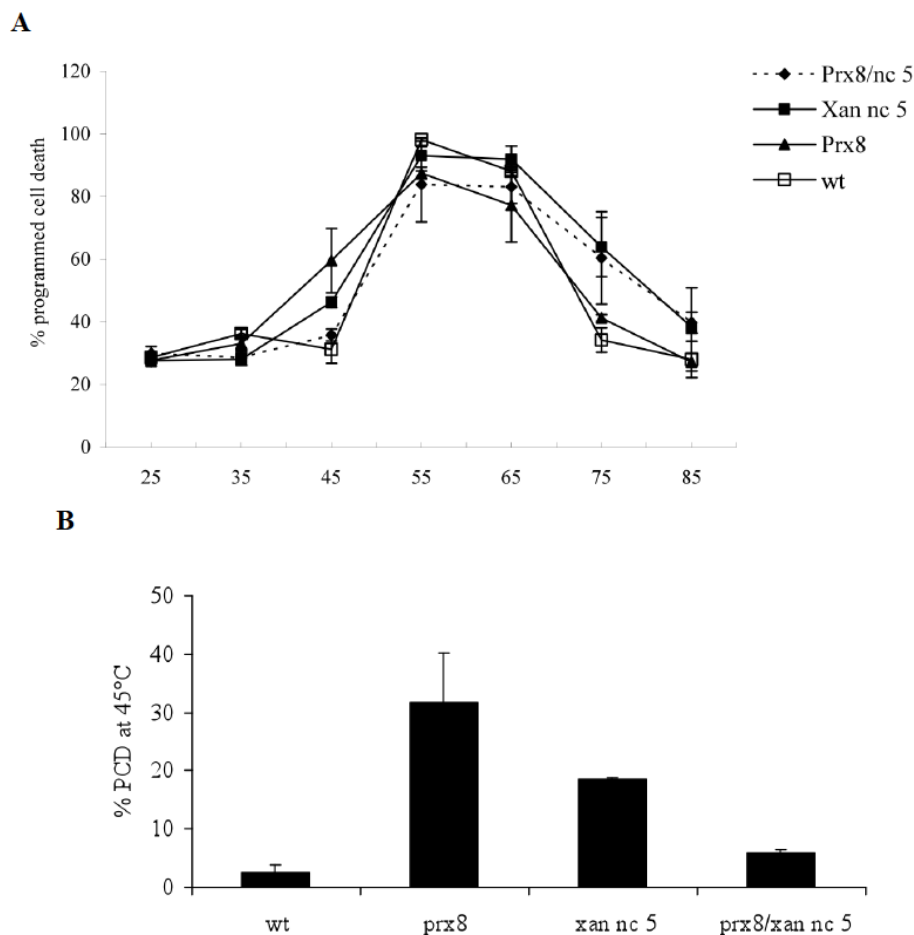 A
120
100
80
60
40
20
0
% programmed cell death
25 35 45 55 65 75 85
Prx8/nc 5
Xan nc 5
Prx8
wt
B
50
40
30
20
10
0
% PCD at 45°C
wt prx8 xan nc 5 prx8/xan nc 5